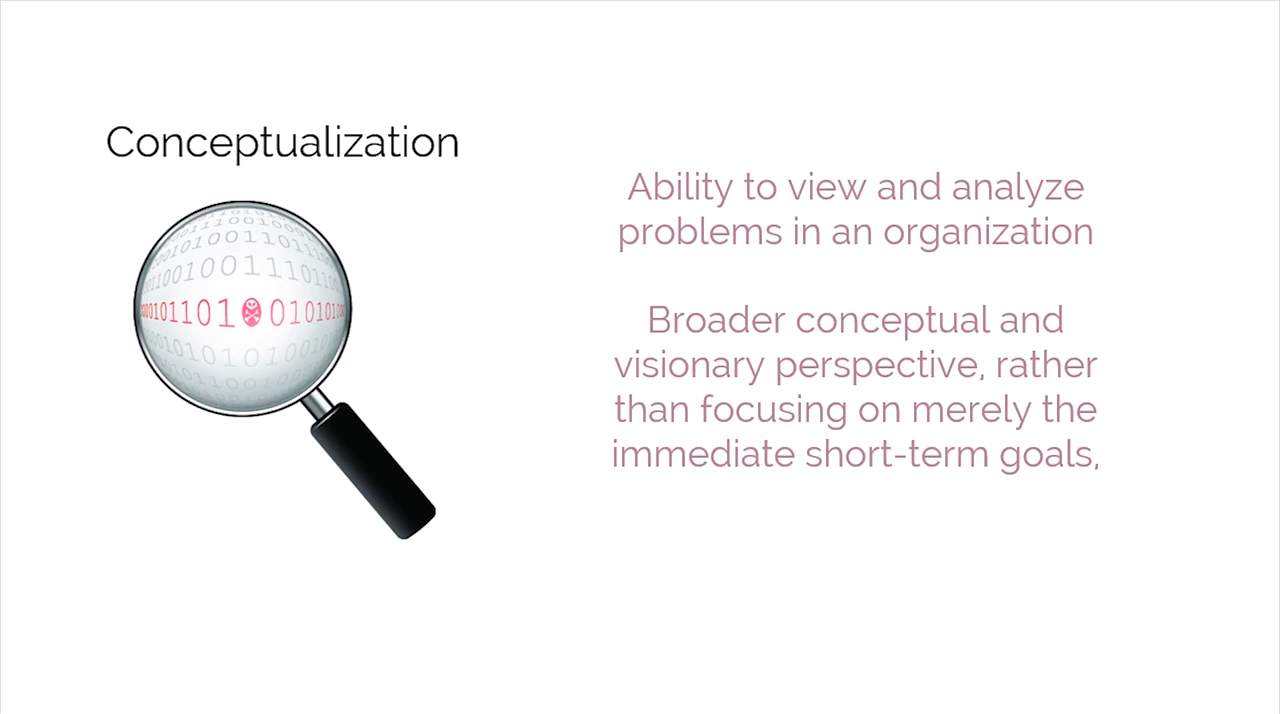 Conceptualization
Ability to view and analyze
problems in an organization
Broader conceptual and
visionary perspective, rather
than focusing on merely the
immediate short-term goals,